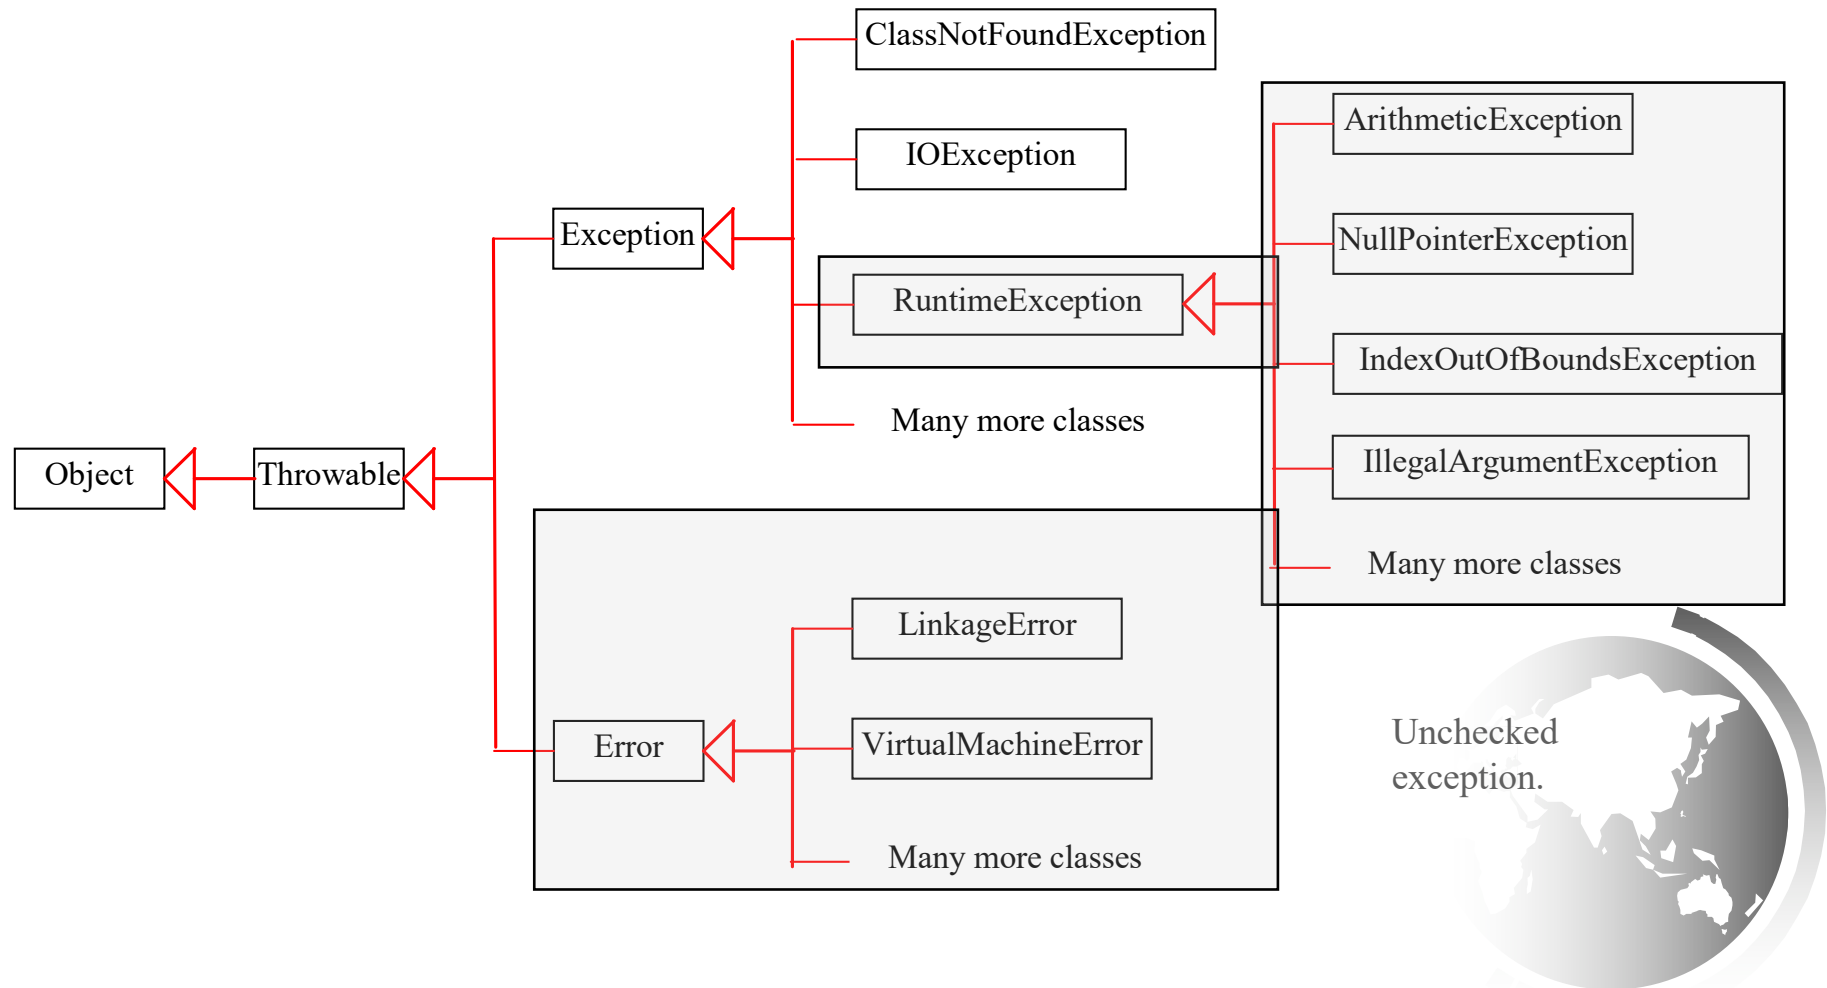 ClassNotFoundException
ArithmeticException
IOException
NullPointerException
Exception
RuntimeException
IndexOutOfBoundsException
Many more classes
Object
Throwable
IllegalArgumentException
Many more classes
LinkageError
Error
VirtualMachineError
Unchecked
exception.
Many more classes